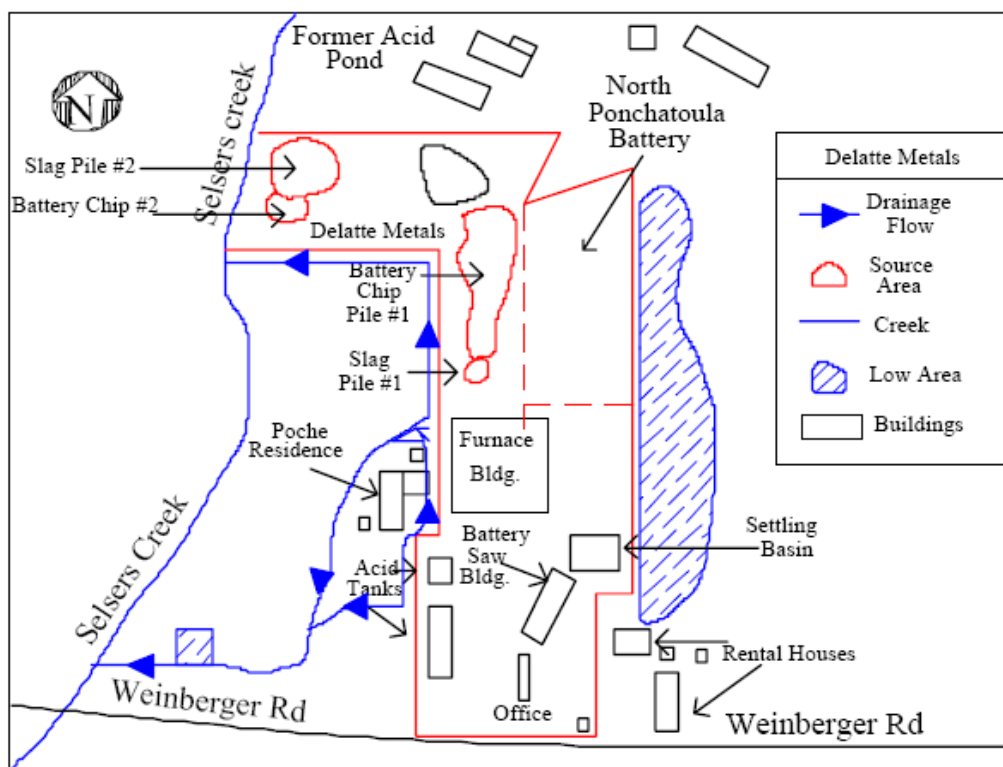 Former Acid
Pond
North
Ponchatoula
Battery
N
Selsers creek
Slag Pile #2
Battery Chip #2
Delatte Metals
Battery
Chip
Pile #1
Slag
Pile #1
Poche
Residence
Furnace
Bldg.
Battery
Saw
Bldg.
Settling
Basin
Acid
Tanks
Selsers Creek
Rental Houses
Office
Weinberger Rd
Weinberger Rd
Delatte Metals
Drainage
Flow
Source
Area
Creek
Low Area
Buildings